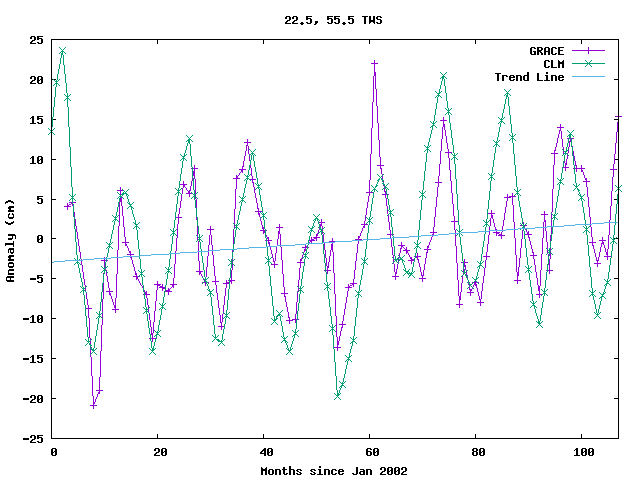 22.5, 55.5 TWS
GRACE
CLM
Trend Line
25
20
15
10
5
0
-5
-10
-15
-20
-25
Anomaly (cm)
0 20 40 60 80 100
Months since Jan 2002